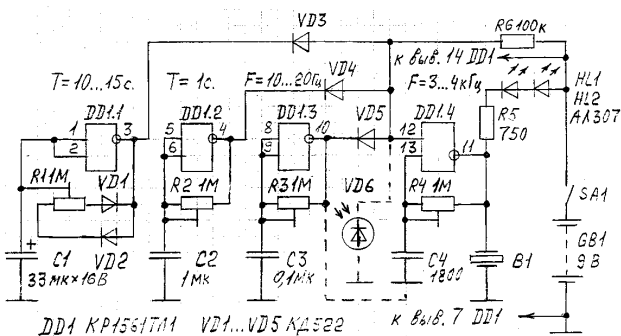 VD3
R6 100к
к выв. 14 DD1
T=10...15с.
T=1с.
F=10...20Гц
VD4
F=3...4кГц
HL1
HL2
АЛ307
DD1.1
DD1.2
DD1.3
VD5
DD1.4
R5
750
1
2
3
5
6
4
8
9
10
12
13
11
R1 1М
VD1
VD2
R2 1М
R3 1М
VD6
R4 1М
SA1
GB1
9В
+
C1
33мк×16В
C2
1мк
C3
0,1мк
C4
1800
B1
к выв. 7 DD1
DD1 КР1561ТЛ1 VD1...VD5 КД522